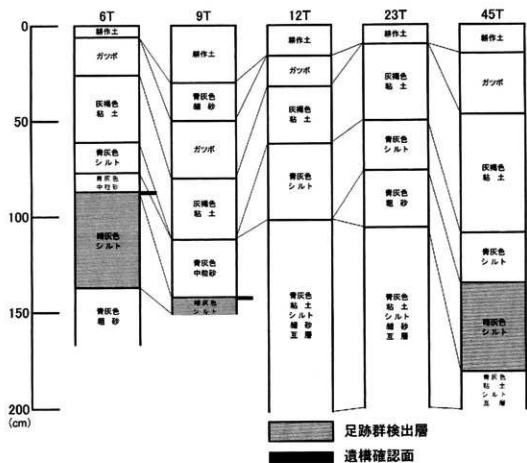 6T 9T 12T 23T 45T
0
50
100
150
200
(cm)
耕作土
ガツボ
灰褐色
粘土
青灰色
シルト
青灰色
中粒砂
暗灰色
シルト
青灰色
粗砂
耕作土
青灰色
細砂
ガツボ
灰褐色
粘土
青灰色
中粒砂
暗灰色
シルト
耕作土
ガツボ
灰褐色
粘土
青灰色
シルト
青灰色
粘土
シルト
細砂
互層
耕作土
灰褐色
粘土
青灰色
シルト
青灰色
粗砂
青灰色
粘土
シルト
細砂
互層
耕作土
ガツボ
灰褐色
粘土
青灰色
シルト
暗灰色
シルト
青灰色
粘土
シルト
互層
足跡群検出層
遺構確認面